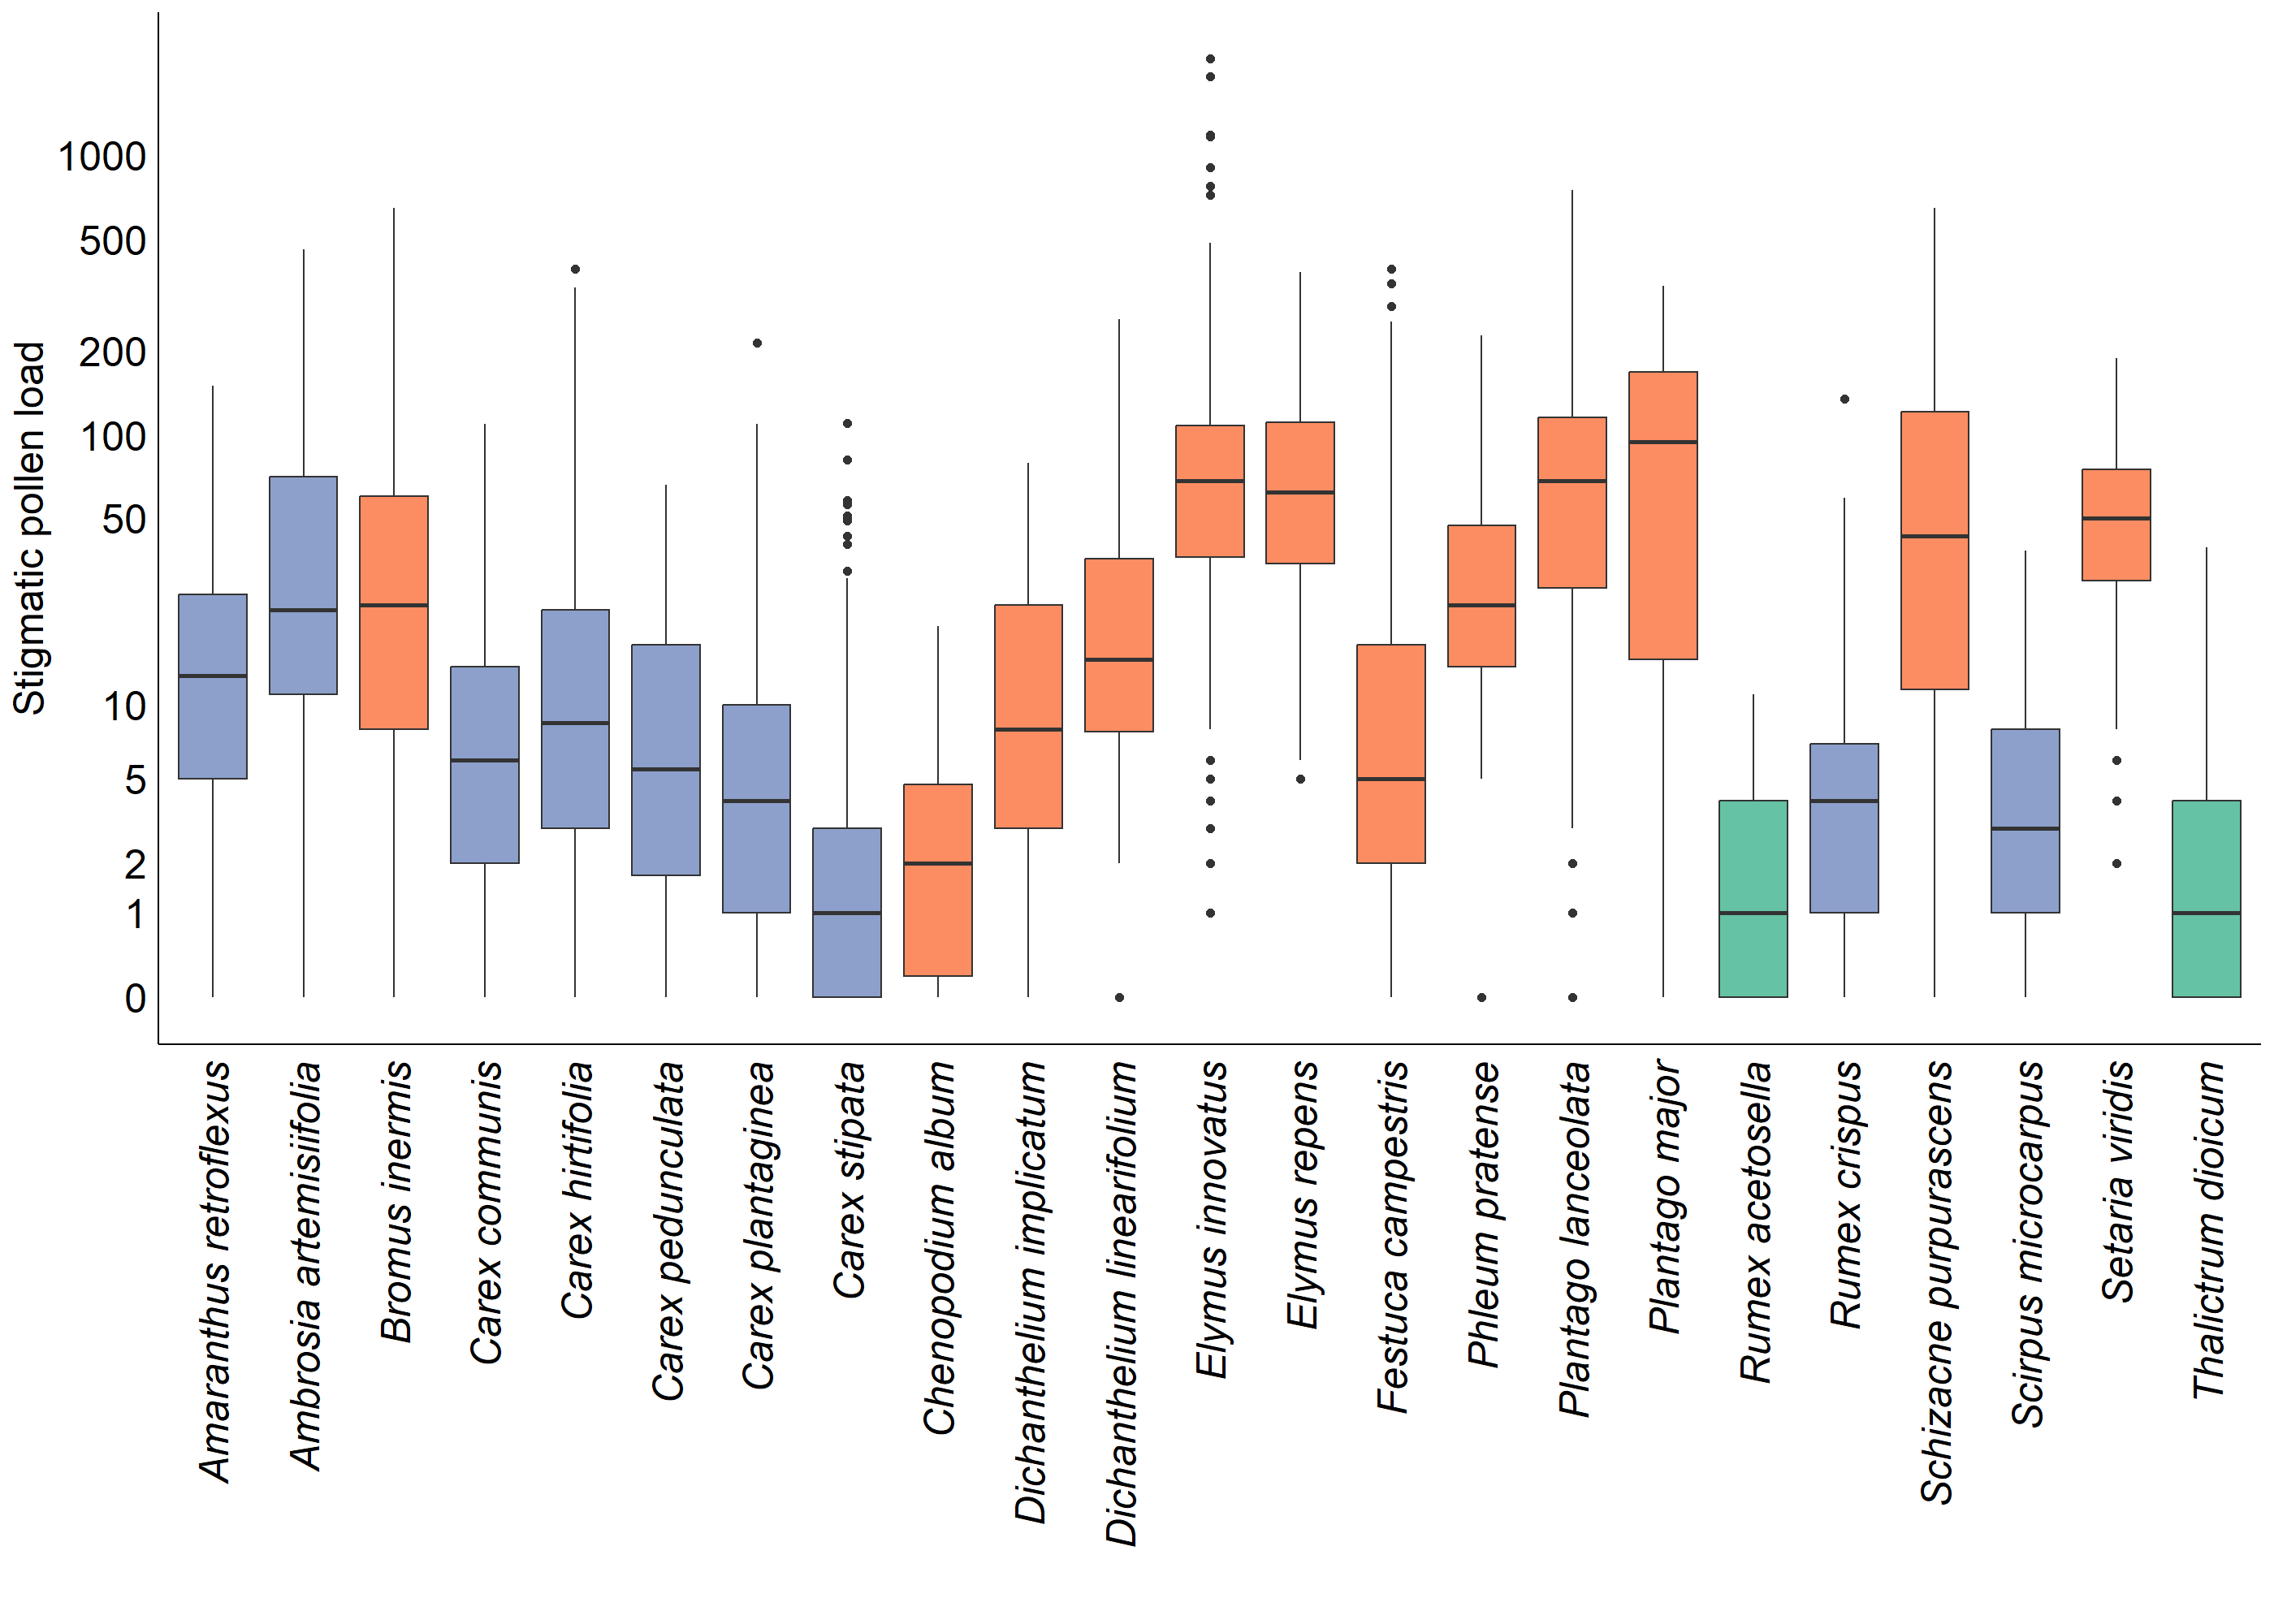 Stigmatic pollen load
1000
500
200
100
50
10
5
2
1
0
Amaranthus retroflexus
Ambrosia artemisiifolia
Bromus inermis
Carex communis
Carex hirtifolia
Carex pedunculata
Carex plantaginea
Carex stipata
Chenopodium album
Dichanthelium implicatum
Dichanthelium linearifolium
Elymus innovatus
Elymus repens
Festuca campestris
Phleum pratense
Plantago lanceolata
Plantago major
Rumex acetosella
Rumex crispus
Schizacne purpurascens
Scirpus microcarpus
Setaria viridis
Thalictrum dioicum